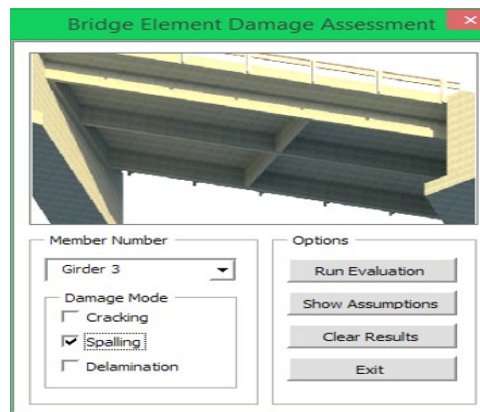 Bridge Element Damage Assessment
Member Number
Girder 3
Damage Mode
Cracking
Spalling
Delamination
Options
Run Evaluation
Show Assumptions
Clear Results
Exit